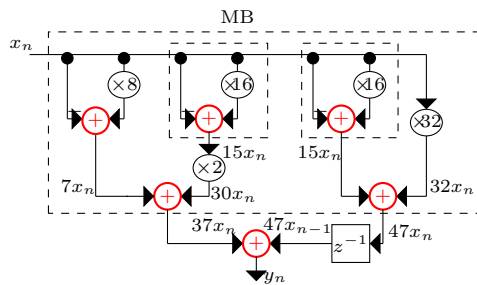 MB
x_n
×8 ×16 ×16
×32
− + − + − +
15x_n 15x_n
×2
7x_n 30x_n 32x_n
+ +
37x_n 47x_{n−1} 47x_n
+ z^{−1}
y_n